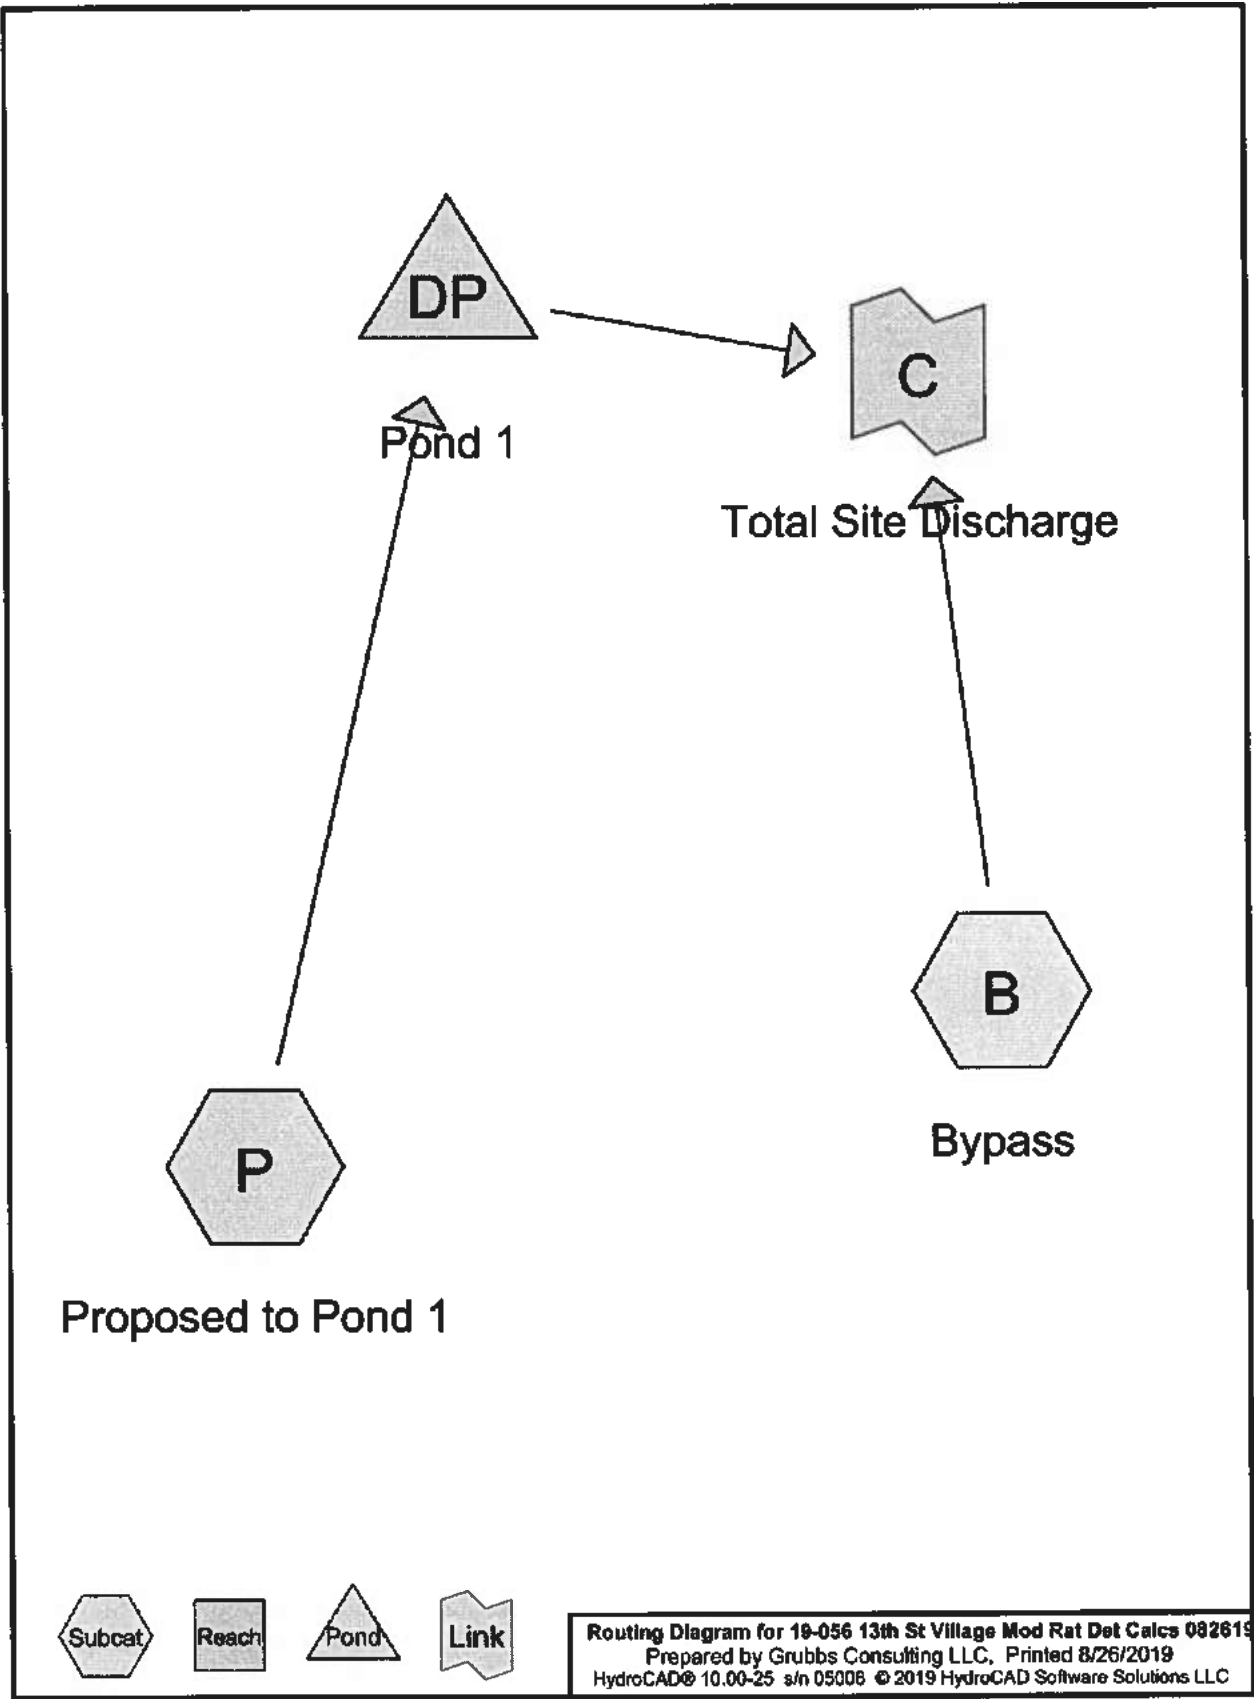 DP
Pond 1
C
Total Site Discharge
B
Bypass
P
Proposed to Pond 1
Subcat
Reach
Pond
Link
Routing Diagram for 19-056 13th St Village Mod Rat Det Calcs 082619
Prepared by Grubbs Consulting LLC, Printed 8/26/2019
HydroCAD® 10.00-25 s/n 05006 © 2019 HydroCAD Software Solutions LLC